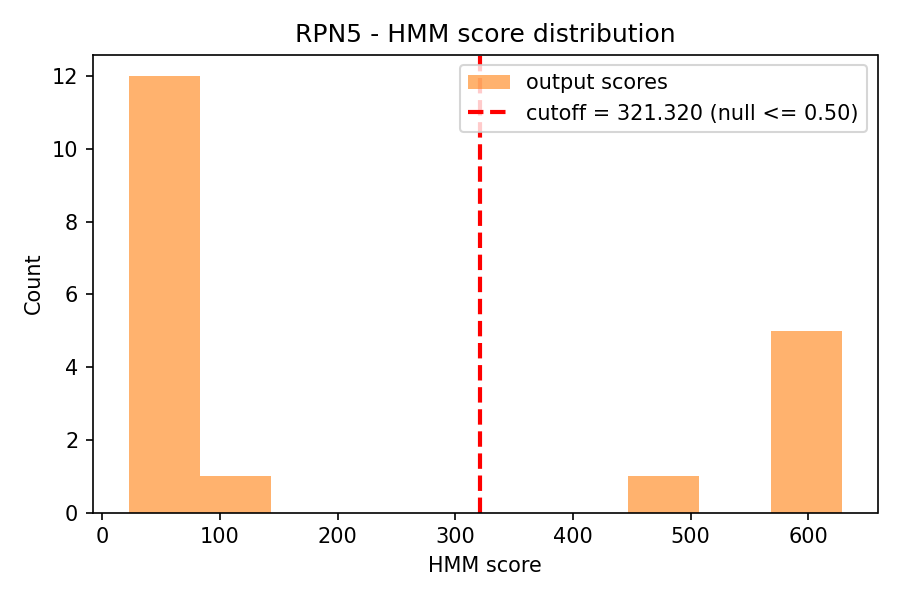 RPN5 - HMM score distribution
output scores
cutoff = 321.320 (null <= 0.50)
12
10
8
6
4
2
0
Count
0 100 200 300 400 500 600
HMM score